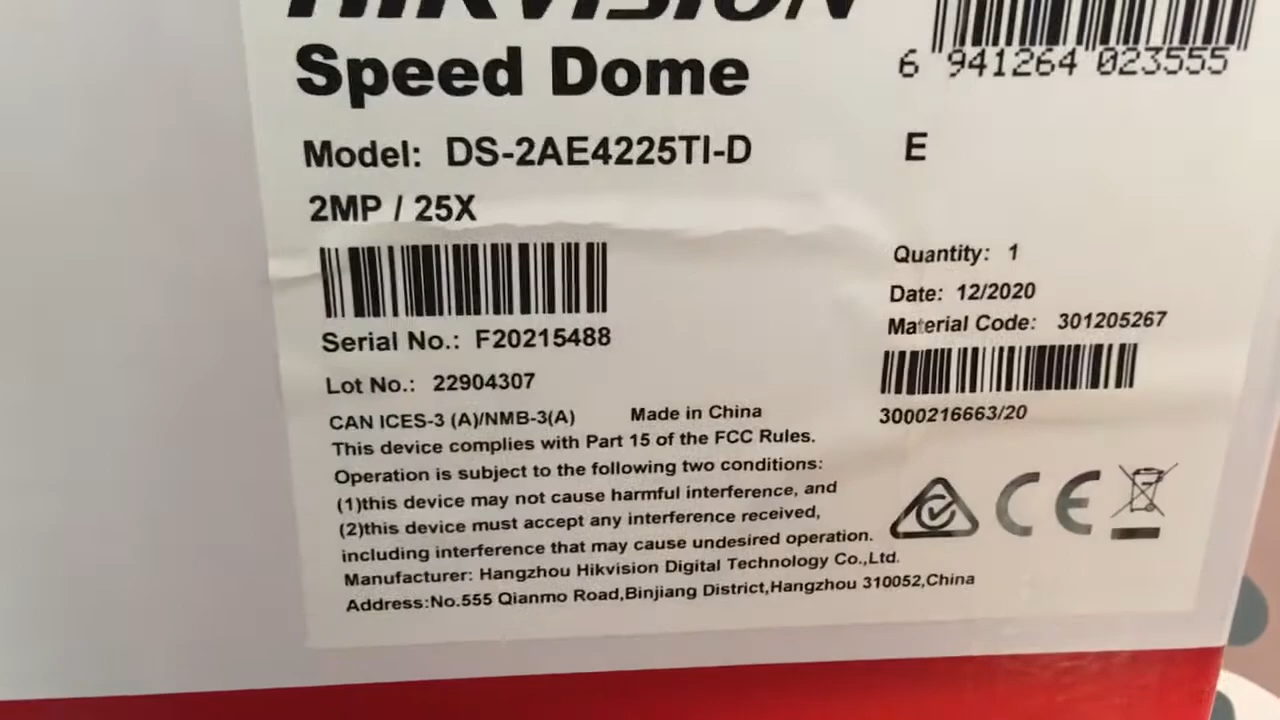 HIKVISION
6 941264 023555
Speed Dome
Model: DS-2AE4225TI-D
E
2MP / 25X
Quantity: 1
Date: 12/2020
Material Code: 301205267
Serial No.: F20215488
Lot No.: 22904307
3000216663/20
CAN ICES-3 (A)/NMB-3(A) Made in China
This device complies with Part 15 of the FCC Rules.
Operation is subject to the following two conditions:
(1)this device may not cause harmful interference, and
(2)this device must accept any interference received,
including interference that may cause undesired operation.
Manufacturer: Hangzhou Hikvision Digital Technology Co.,Ltd.
Address:No.555 Qianmo Road,Binjiang District,Hangzhou 310052,China
CE